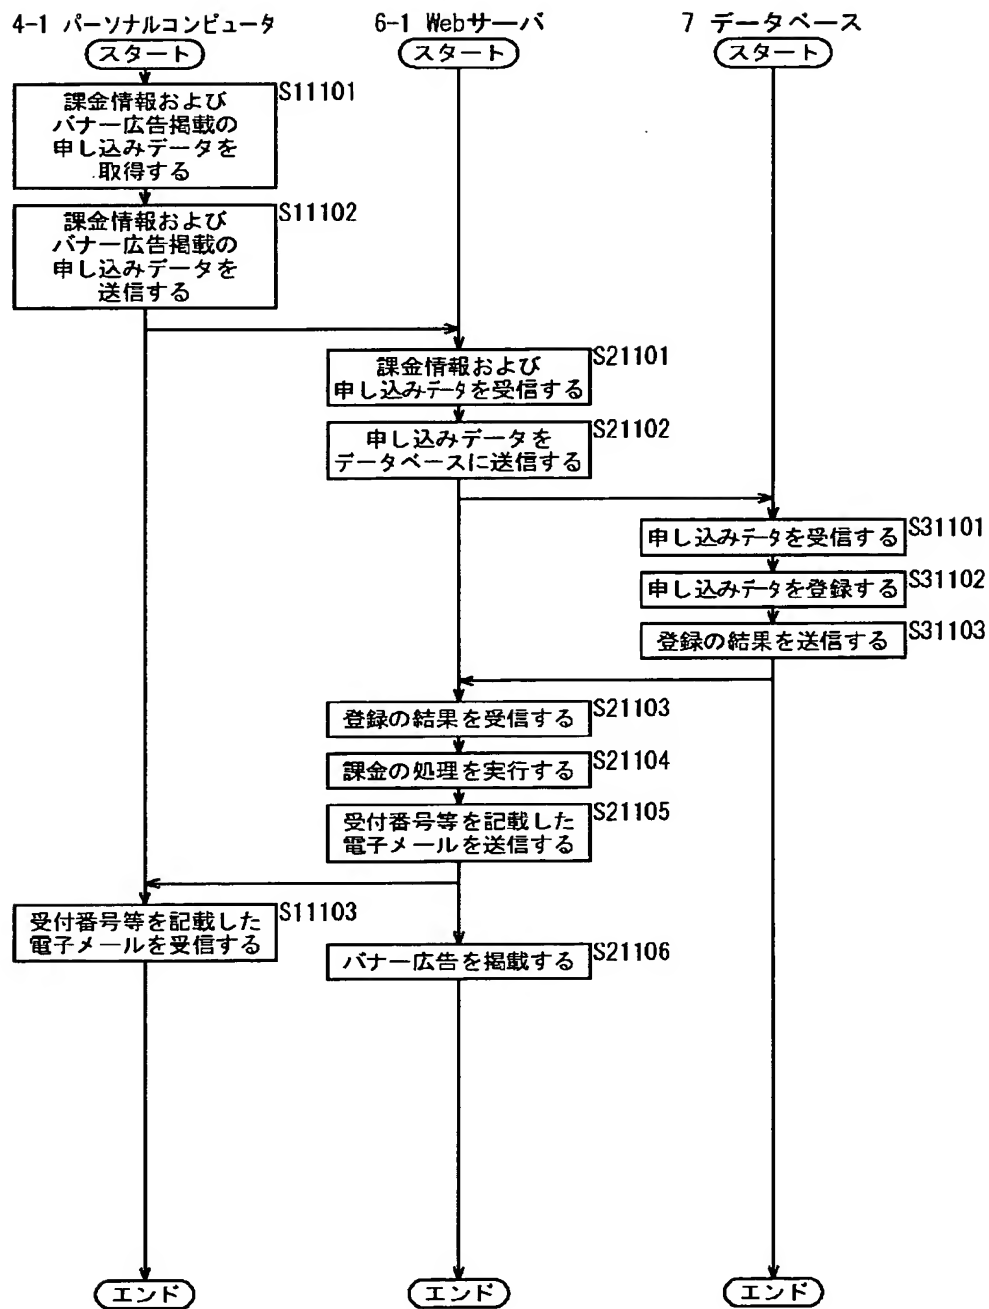 4-1 パーソナルコンピュータ
6-1 Webサーバ
7 データベース
スタート
スタート
スタート
課金情報および
バナー広告掲載の
申し込みデータを
取得する
S11101
課金情報および
バナー広告掲載の
申し込みデータを
送信する
S11102
課金情報および
申し込みデータを受信する
S21101
申し込みデータを
データベースに送信する
S21102
申し込みデータを受信する
S31101
申し込みデータを登録する
S31102
登録の結果を送信する
S31103
登録の結果を受信する
S21103
課金の処理を実行する
S21104
受付番号等を記載した
電子メールを送信する
S21105
受付番号等を記載した
電子メールを受信する
S11103
バナー広告を掲載する
S21106
エンド
エンド
エンド